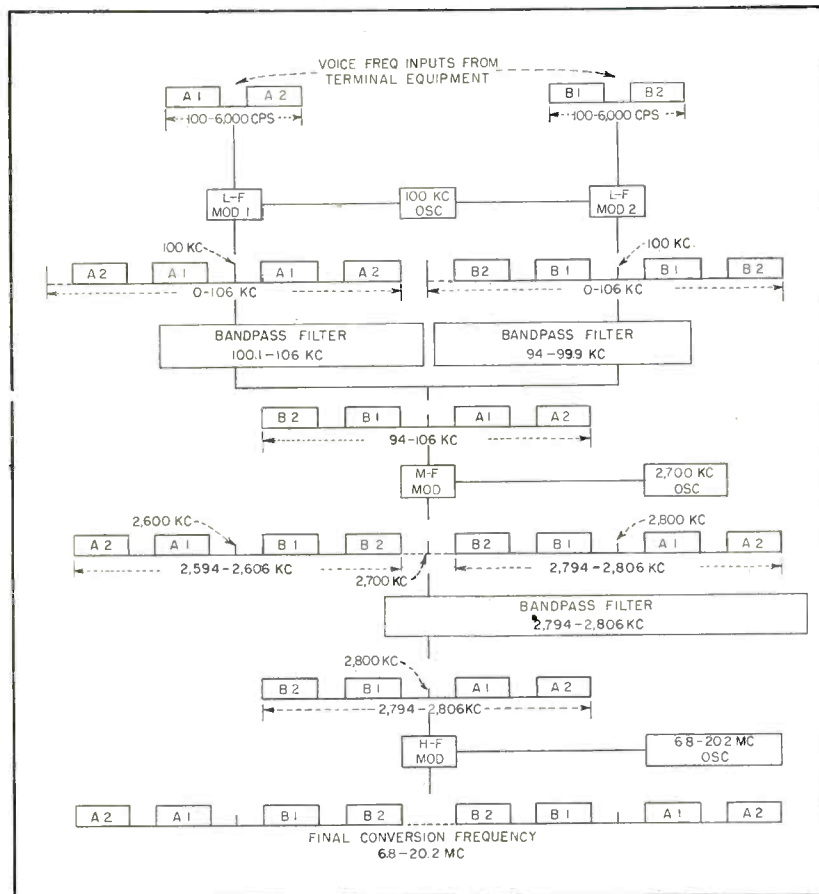 VOICE FREQ INPUTS FROM
TERMINAL EQUIPMENT
A1 A2 B1 B2
100-6,000 CPS 100-6,000 CPS
L-F
MOD 1
100 KC
OSC
L-F
MOD 2
100 KC 100 KC
A2 A1 A1 A2 B2 B1 B1 B2
0-106 KC 0-106 KC
BANDPASS FILTER
100.1-106 KC
BANDPASS FILTER
94-99.9 KC
B2 B1 A1 A2
94-106 KC
M-F
MOD
2,700 KC
OSC
2,600 KC 2,800 KC
A2 A1 B1 B2 B2 B1 A1 A2
2,594-2,606 KC 2,700 KC 2,794-2,806 KC
BANDPASS FILTER
2,794-2,806 KC
2,800 KC
B2 B1 A1 A2
2,794-2,806 KC
H-F
MOD
6.8-20.2 MC
OSC
A2 A1 B1 B2 B2 B1 A1 A2
FINAL CONVERSION FREQUENCY
6.8-20.2 MC